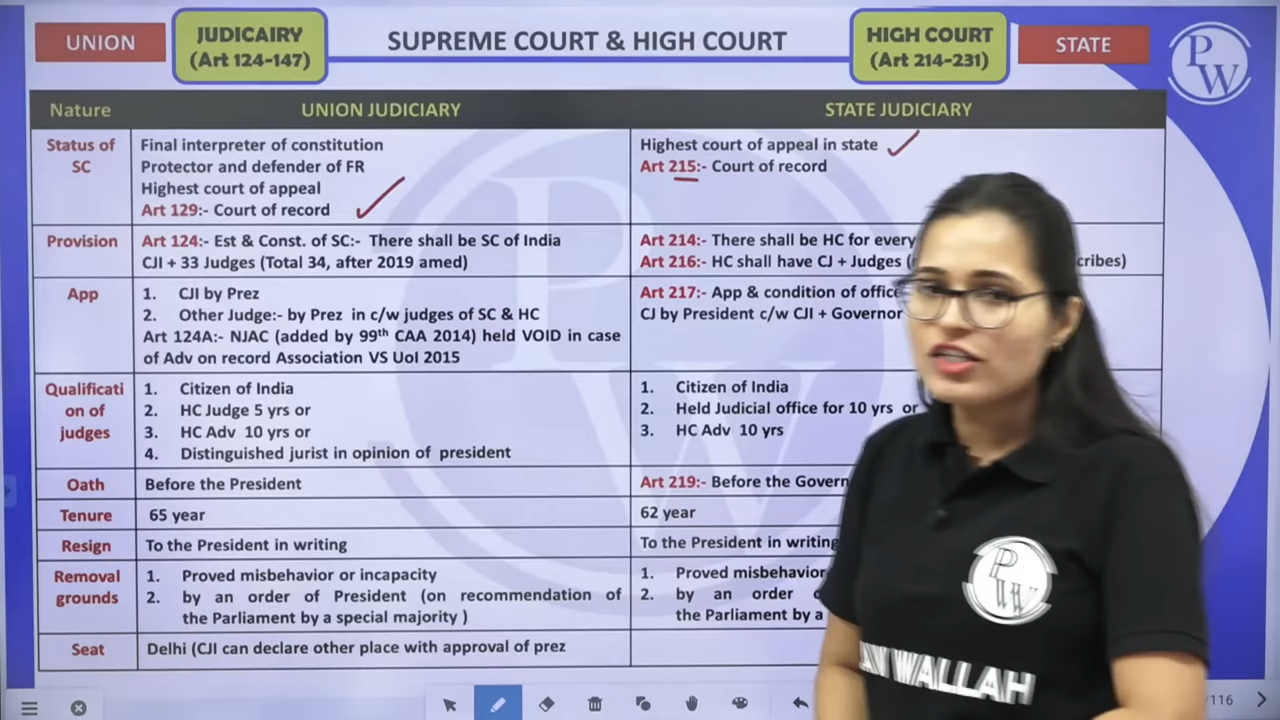 UNION
JUDICAIRY
(Art 124-147)
SUPREME COURT & HIGH COURT
HIGH COURT
(Art 214-231)
STATE
PW
Nature
UNION JUDICIARY
STATE JUDICIARY
Status of
SC
Final interpreter of constitution
Protector and defender of FR
Highest court of appeal
Art 129:- Court of record
Highest court of appeal in state
Art 215:- Court of record
Provision
Art 124:- Est & Const. of SC:- There shall be SC of India
CJI + 33 Judges (Total 34, after 2019 amed)
Art 214:- There shall be HC for every
Art 216:- HC shall have CJ + Judges
App
1. CJI by Prez
2. Other Judge:- by Prez in c/w judges of SC & HC
Art 124A:- NJAC (added by 99th CAA 2014) held VOID in case
of Adv on record Association VS UoI 2015
Art 217:- App & condition of office
CJ by President c/w CJI + Governor
Qualificati
on of
judges
1. Citizen of India
2. HC Judge 5 yrs or
3. HC Adv 10 yrs or
4. Distinguished jurist in opinion of president
1. Citizen of India
2. Held Judicial office for 10 yrs or
3. HC Adv 10 yrs
Oath
Before the President
Art 219:- Before the
Tenure
65 year
62 year
Resign
To the President in writing
To the President in writing
Removal
grounds
1. Proved misbehavior or incapacity
2. by an order of President (on recommendation of
the Parliament by a special majority )
1. Proved misbehavior
2. by an order
the Parliament by a
Seat
Delhi (CJI can declare other place with approval of prez
PW
WALLAH
/116